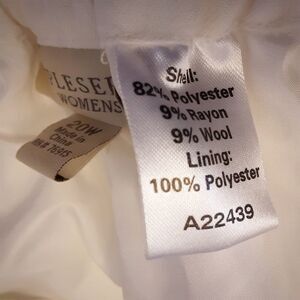 WOMENS
20W
Made in
China
Shell:
82% Polyester
9% Rayon
9% Wool
Lining:
100% Polyester
A22439